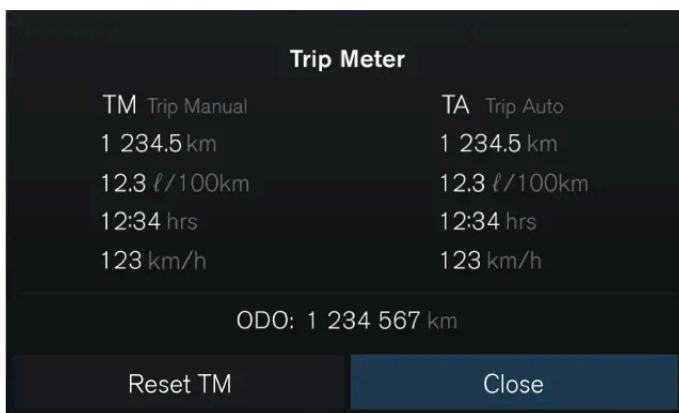 Trip Meter
TM Trip Manual
TA Trip Auto
1 234.5 km
1 234.5 km
12.3 ℓ/100km
12.3 ℓ/100km
12:34 hrs
12:34 hrs
123 km/h
123 km/h
ODO: 1 234 567 km
Reset TM
Close